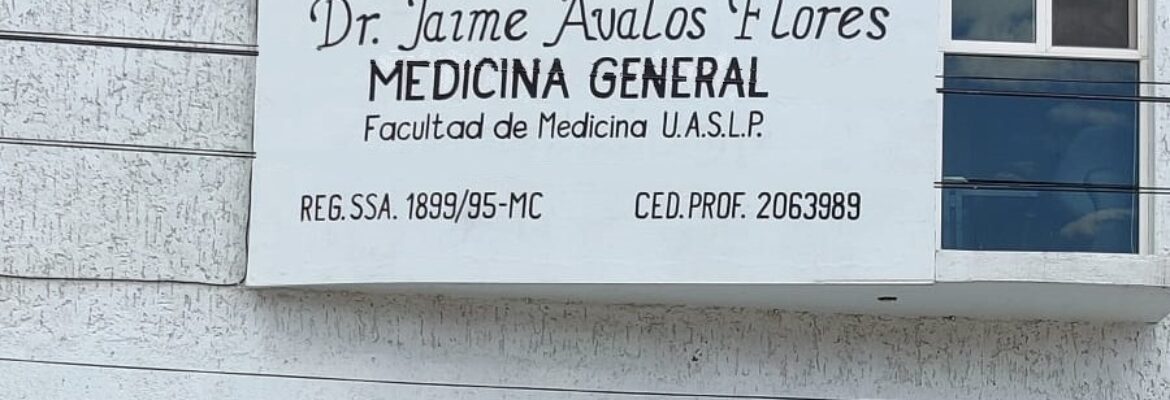 Dr. Jaime Avalos Flores
MEDICINA GENERAL
Facultad de Medicina U.A.S.L.P.
REG. SSA. 1899/95-MC CED. PROF. 2063989